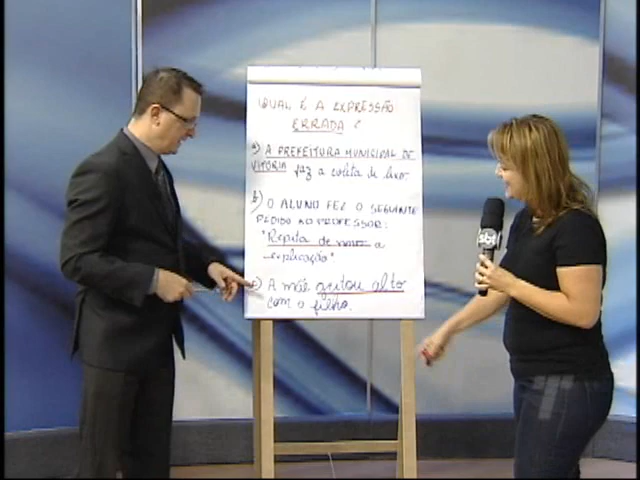 QUAL É A EXPRESSÃO
ERRADA?
a) A PREFEITURA MUNICIPAL DE
VITÓRIA faz a coleta de lixo.
b) O ALUNO FEZ O SEGUINTE
PEDIDO AO PROFESSOR:
"Repita de novo a
explicação"
c) A mãe gritou alto
com o filho.